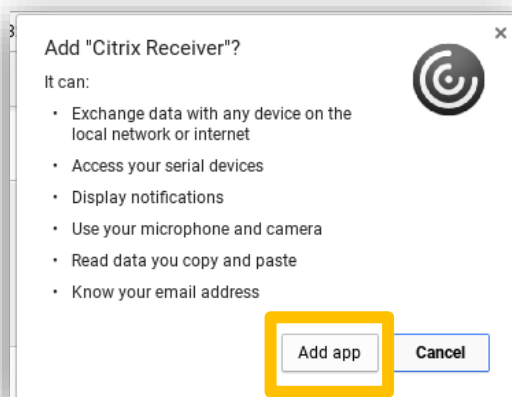 Add "Citrix Receiver"?
It can:
• Exchange data with any device on the
local network or internet
• Access your serial devices
• Display notifications
• Use your microphone and camera
• Read data you copy and paste
• Know your email address
Add app Cancel